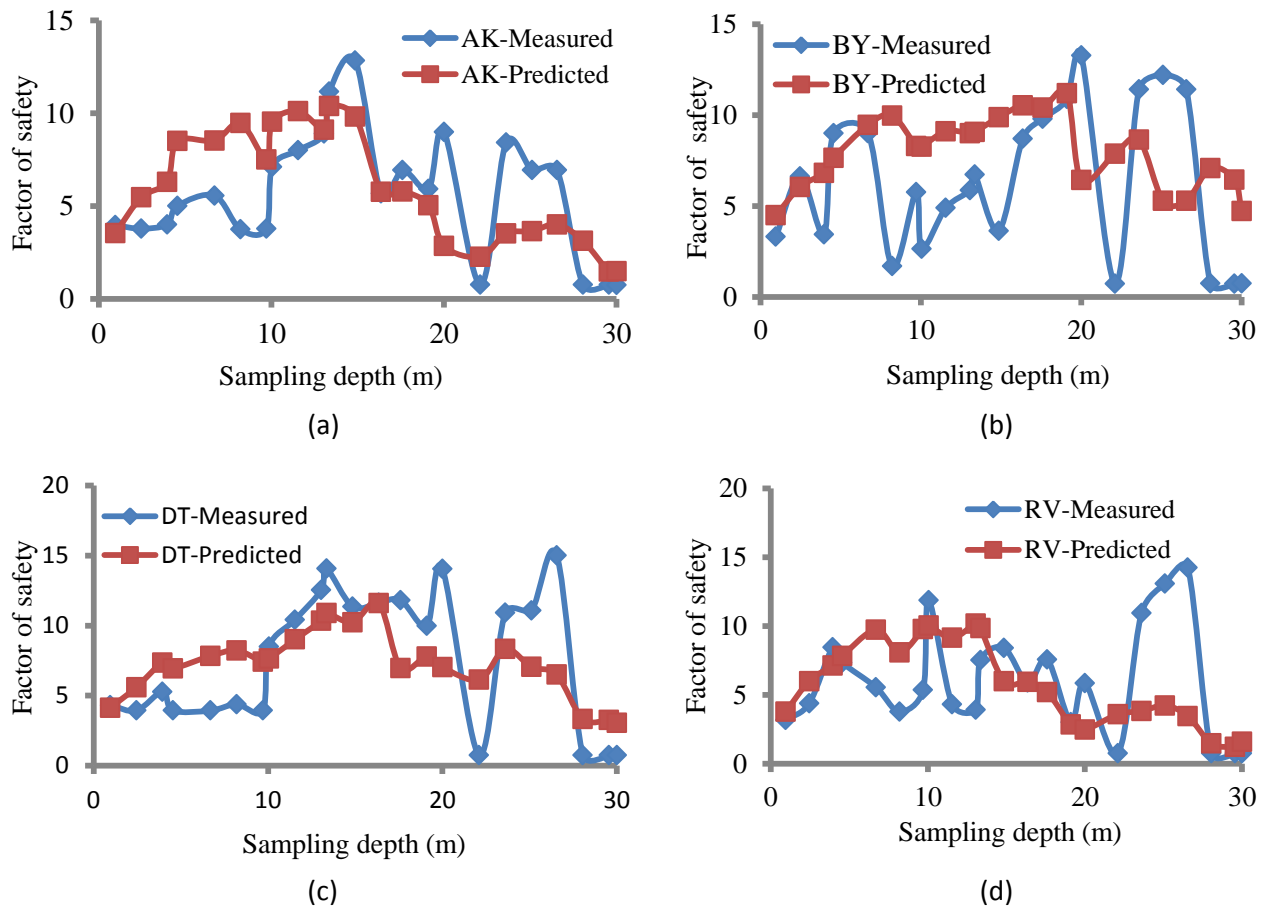 15
10
5
0
0
10
20
30
Factor of safety
Sampling depth (m)
AK-Measured
AK-Predicted
(a)
15
10
5
0
0
10
20
30
Factor of safety
Sampling depth (m)
BY-Measured
BY-Predicted
(b)
20
15
10
5
0
0
10
20
30
Factor of safety
Sampling depth (m)
DT-Measured
DT-Predicted
(c)
20
15
10
5
0
0
10
20
30
Factor of safety
Sampling depth (m)
RV-Measured
RV-Predicted
(d)